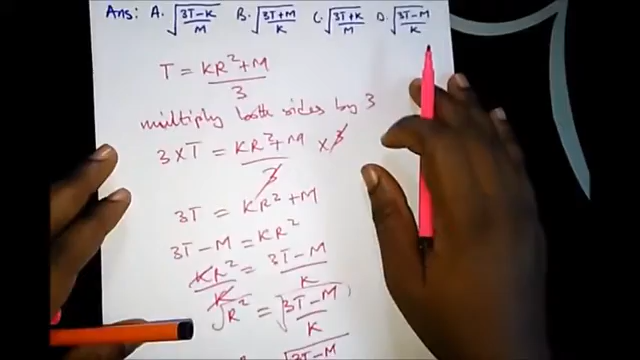 Ans: A. √(3T-K/M) B. √(3T+M/K) C. √(3T+K/M) D. √(3T-M/K)
T = KR²+M/3
multiply both sides by 3
3 x T = KR²+M/3 x 3
3T = KR² + M
3T - M = KR²
KR²/K = 3T - M/K
√R² = √(3T - M/K)
√3T - M